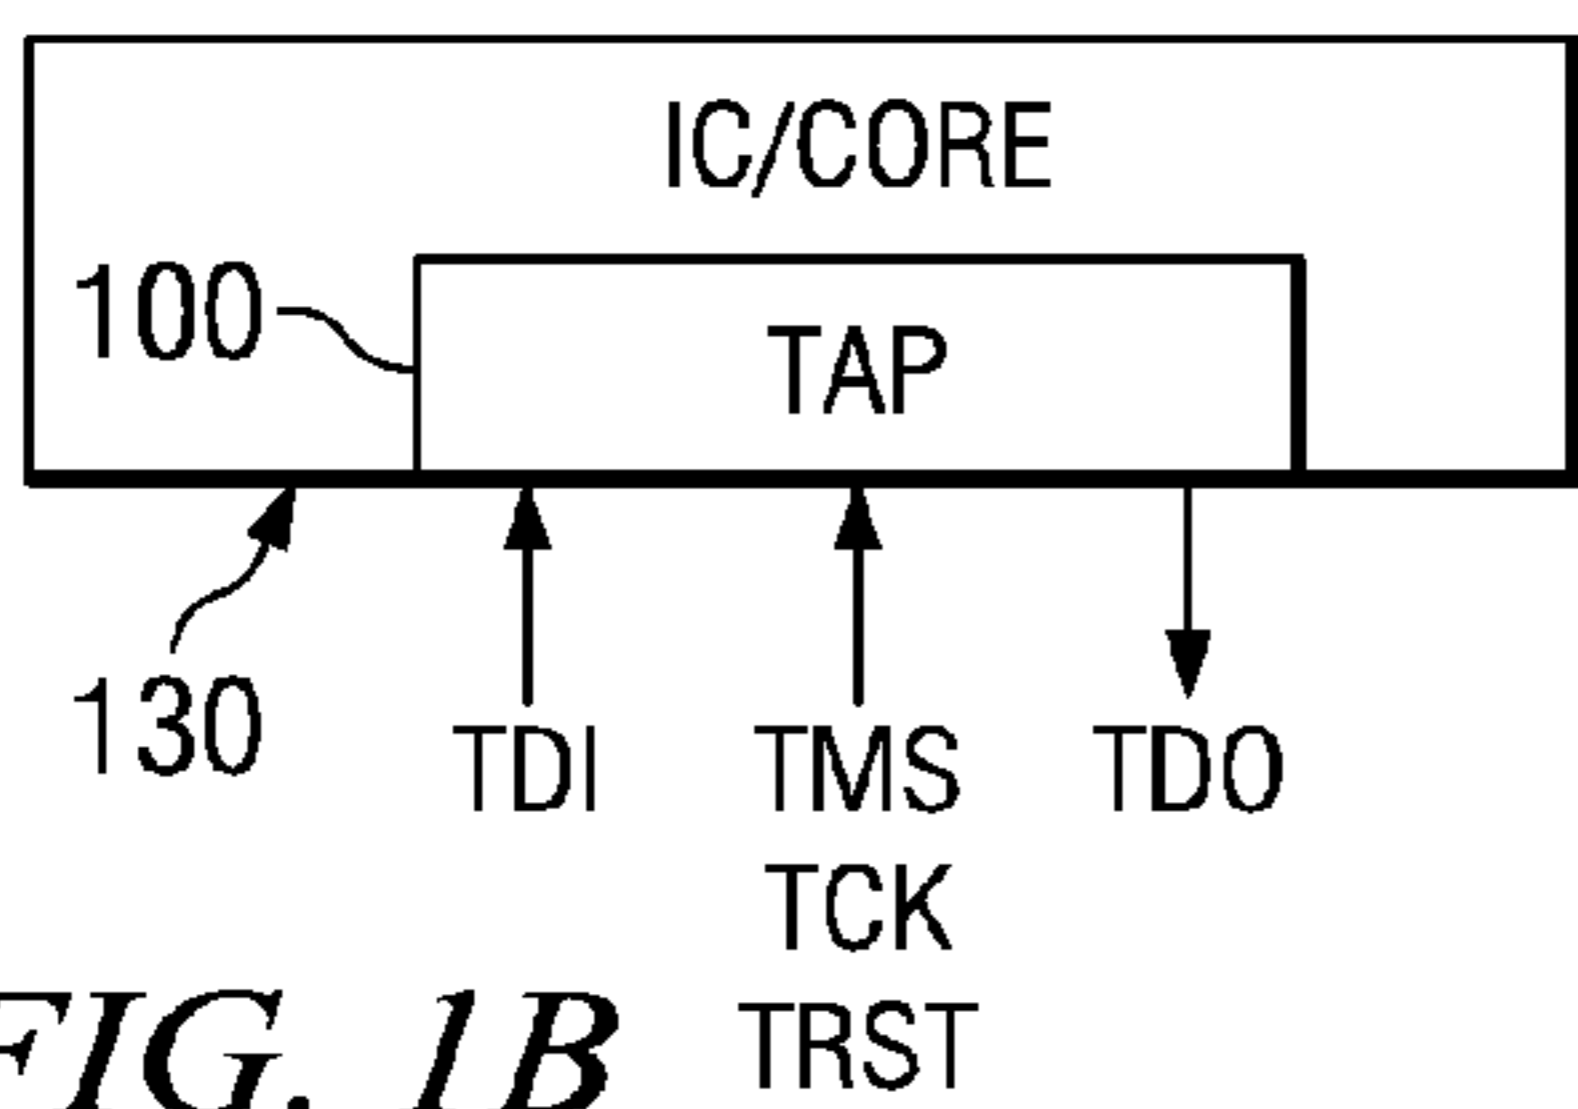 IC/CORE
100
TAP
130
TDI TMS TDO
TCK
TRST
FIG. 1B